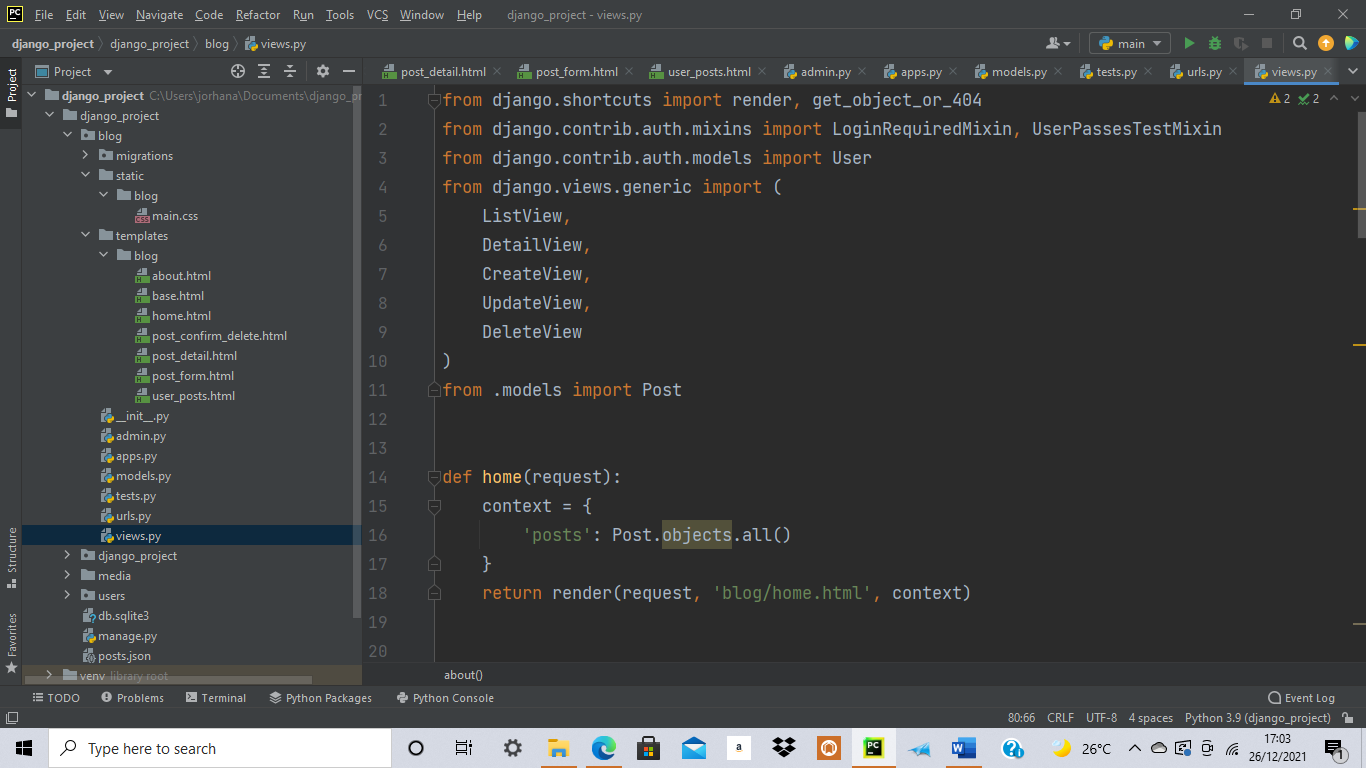 PC File Edit View Navigate Code Refactor Run Tools VCS Window Help django_project - views.py
django_project django_project blog views.py main
Project post_detail.html post_form.html user_posts.html admin.py apps.py models.py tests.py urls.py views.py
Project
Structure
Favorites
django_project C:\Users\jorhana\Documents\django_pr
django_project
blog
migrations
static
blog
main.css
templates
blog
about.html
base.html
home.html
post_confirm_delete.html
post_detail.html
post_form.html
user_posts.html
__init__.py
admin.py
apps.py
models.py
tests.py
urls.py
views.py
django_project
media
users
db.sqlite3
manage.py
posts.json
venv library root
2 2
1 from django.shortcuts import render, get_object_or_404
2 from django.contrib.auth.mixins import LoginRequiredMixin, UserPassesTestMixin
3 from django.contrib.auth.models import User
4 from django.views.generic import (
5 ListView,
6 DetailView,
7 CreateView,
8 UpdateView,
9 DeleteView
10 )
11 from .models import Post
12
13
14 def home(request):
15 context = {
16 'posts': Post.objects.all()
17 }
18 return render(request, 'blog/home.html', context)
19
20
about()
TODO Problems Terminal Python Packages Python Console Event Log
80:66 CRLF UTF-8 4 spaces Python 3.9 (django_project)
Type here to search a PC W 26°C 17:03
26/12/2021 1